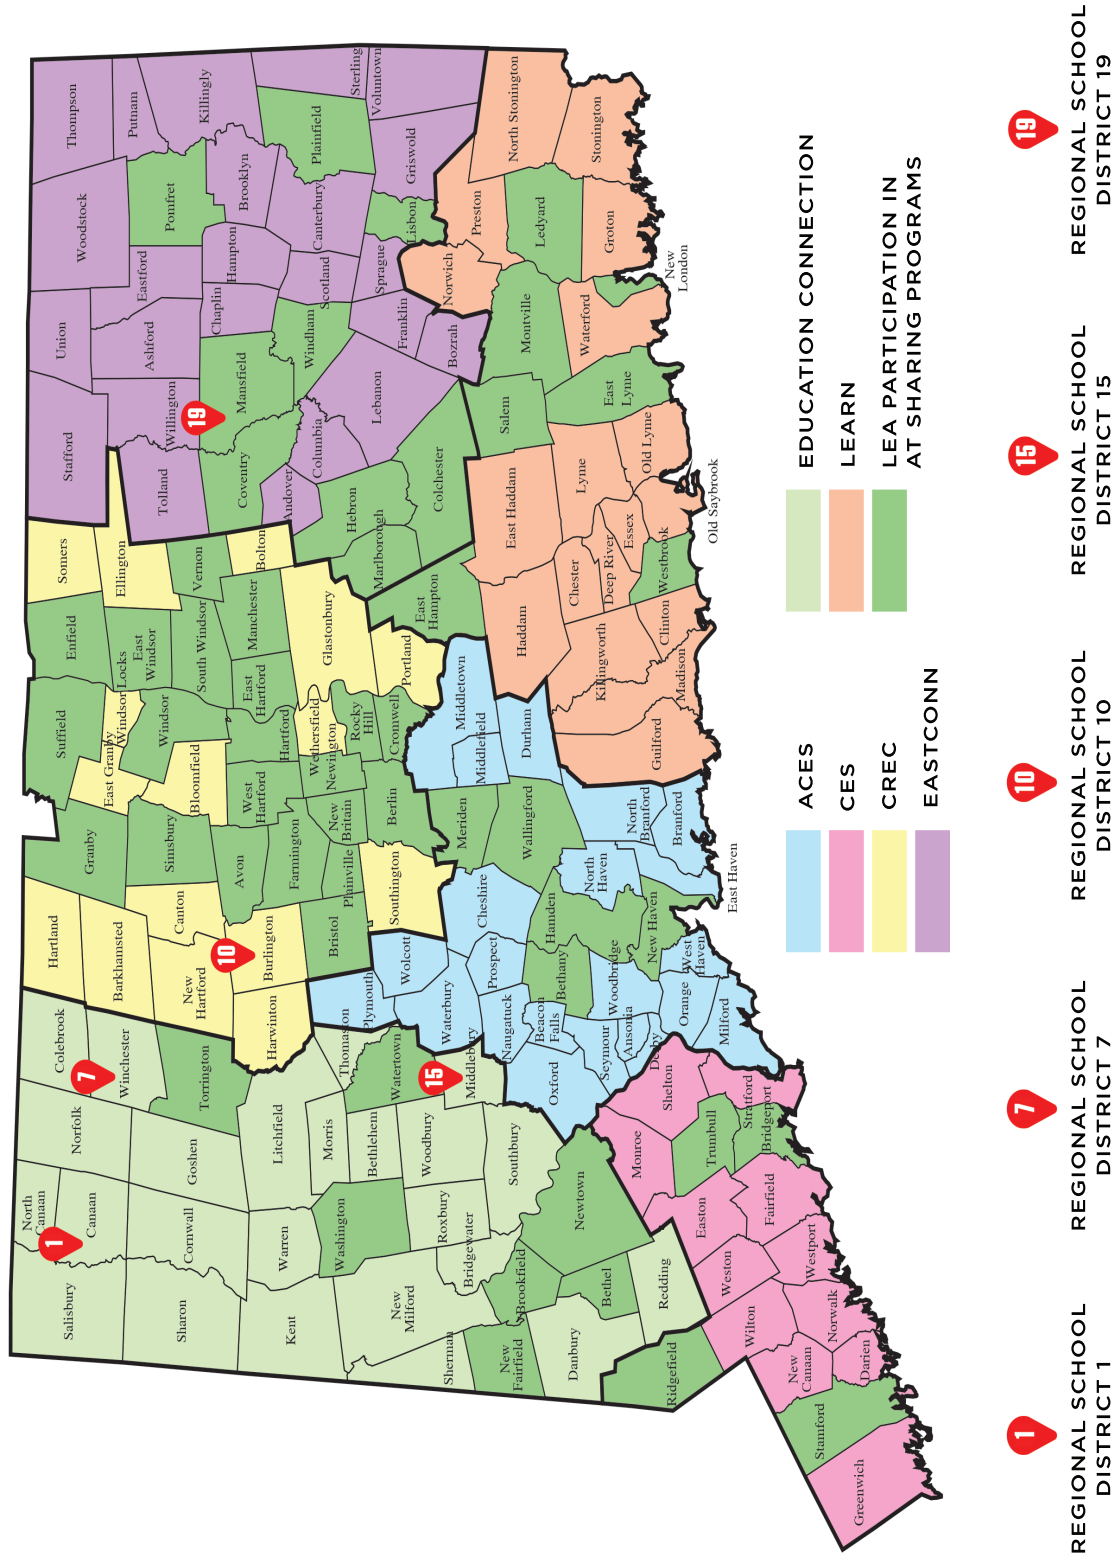 Salisbury
North
Canaan
Canaan
Norfolk
Colebrook
Hartland
Granby
Suffield
Enfield
Somers
Stafford
Union
Woodstock
Thompson
Sharon
Cornwall
Goshen
Winchester
Torrington
Barkhamsted
New
Hartford
Canton
Simsbury
East Granby
Windsor
Locks
East
Windsor
Windsor
Bloomfield
South Windsor
Ellington
Vernon
Tolland
Willington
Ashford
Eastford
Pomfret
Putnam
Killingly
Kent
Warren
Litchfield
Harwinton
Burlington
Avon
Farmington
West
Hartford
Hartford
East
Hartford
Manchester
Bolton
Coventry
Mansfield
Chaplin
Hampton
Brooklyn
New
Milford
Washington
Morris
Bethlehem
Thomaston
Watertown
Plymouth
Bristol
Plainville
New
Britain
Newington
Wethersfield
Rocky
Hill
Glastonbury
Hebron
Andover
Columbia
Windham
Scotland
Canterbury
Plainfield
Sterling
Voluntown
Sherman
Bridgewater
Roxbury
Woodbury
Middlebury
Waterbury
Wolcott
Southington
Berlin
Cromwell
Portland
Marlborough
Colchester
Lebanon
Franklin
Sprague
Lisbon
Griswold
New
Fairfield
Brookfield
Southbury
Oxford
Naugatuck
Prospect
Cheshire
Meriden
Middlefield
Middletown
East
Hampton
Bozrah
Norwich
Preston
North Stonington
Danbury
Bethel
Newtown
Seymour
Beacon
Falls
Bethany
Hamden
Wallingford
Durham
Haddam
East Haddam
Salem
Montville
Ledyard
Ridgefield
Redding
Monroe
Shelton
Derby
Ansonia
Woodbridge
New Haven
North
Haven
North
Branford
Branford
East Haven
Guilford
Madison
Killingworth
Clinton
Chester
Deep River
Essex
Westbrook
Old Saybrook
Lyme
Old Lyme
East
Lyme
Waterford
New
London
Groton
Stonington
Easton
Trumbull
Stratford
Bridgeport
Orange
West
Haven
Milford
Weston
Fairfield
Westport
Wilton
Norwalk
New
Canaan
Darien
Stamford
Greenwich
1
7
10
15
19
ACES
CES
CREC
EASTCONN
EDUCATION CONNECTION
LEARN
LEA PARTICIPATION IN
AT SHARING PROGRAMS
1
REGIONAL SCHOOL
DISTRICT 1
7
REGIONAL SCHOOL
DISTRICT 7
10
REGIONAL SCHOOL
DISTRICT 10
15
REGIONAL SCHOOL
DISTRICT 15
19
REGIONAL SCHOOL
DISTRICT 19